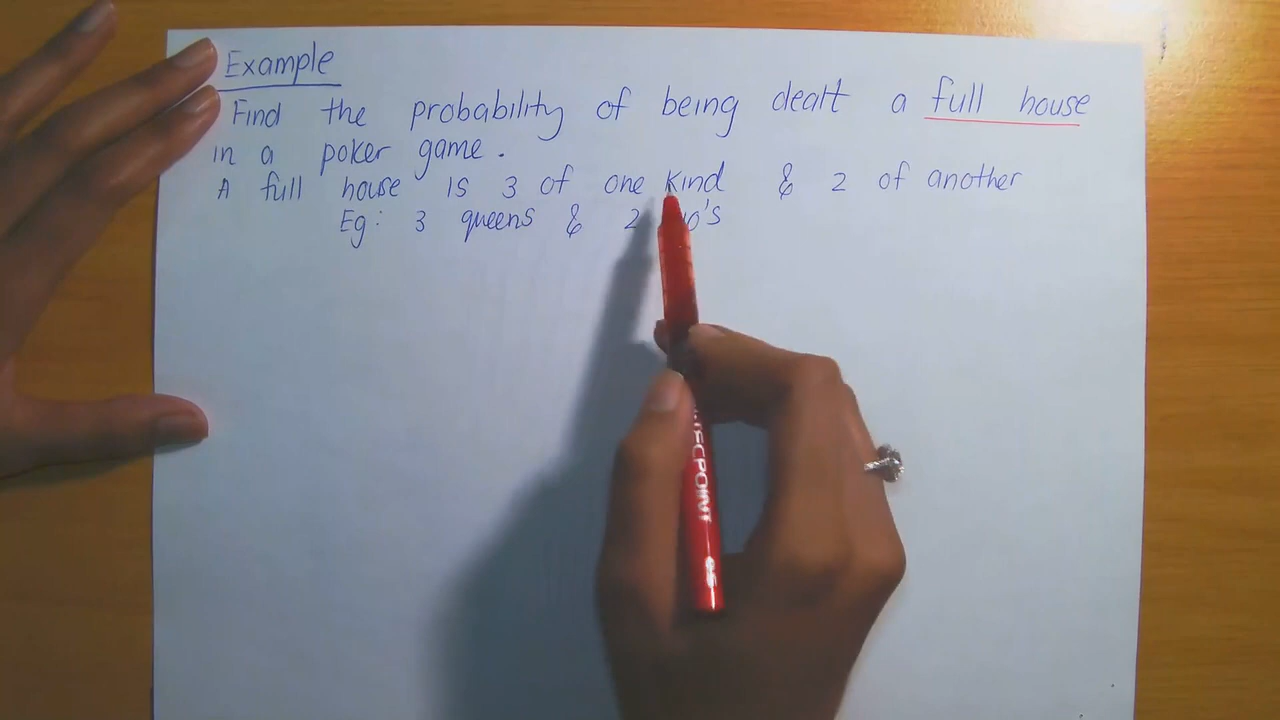 Example
Find the probability of being dealt a full house
in a poker game.
A full house is 3 of one kind & 2 of another
Eg: 3 queens & 2